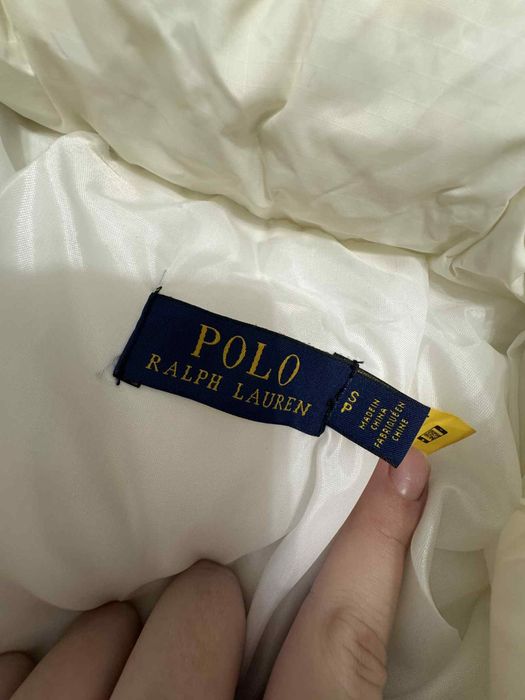 POLO
RALPH LAUREN
S P
MADE IN
CHINA
FABRIQUÉ EN
CHINE